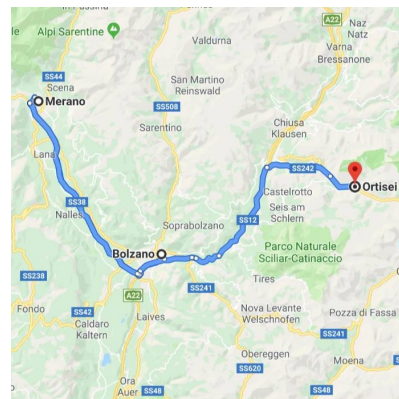 In Passiria
A22
Naz
Natz
Alpi Sarentine
Valdurna
Varna
Bressanone
SS44
Scena
San Martino
Reinswald
Merano
SS508
Sarentino
Chiusa
Klausen
Lana
SS242
Ortisei
SS38
Castelrotto
Seis am
Schlern
Nalles
SS12
Soprabolzano
Bolzano
Parco Naturale
Sciliar-Catinaccio
SS238
Tires
SS241
A22
Fondo
SS42
Laives
Nova Levante
Welschnofen
Pozza di Fassa
Caldaro
Kaltern
SS241
Obereggen
Moena
SS620
Ora
Auer
SS48
SS48